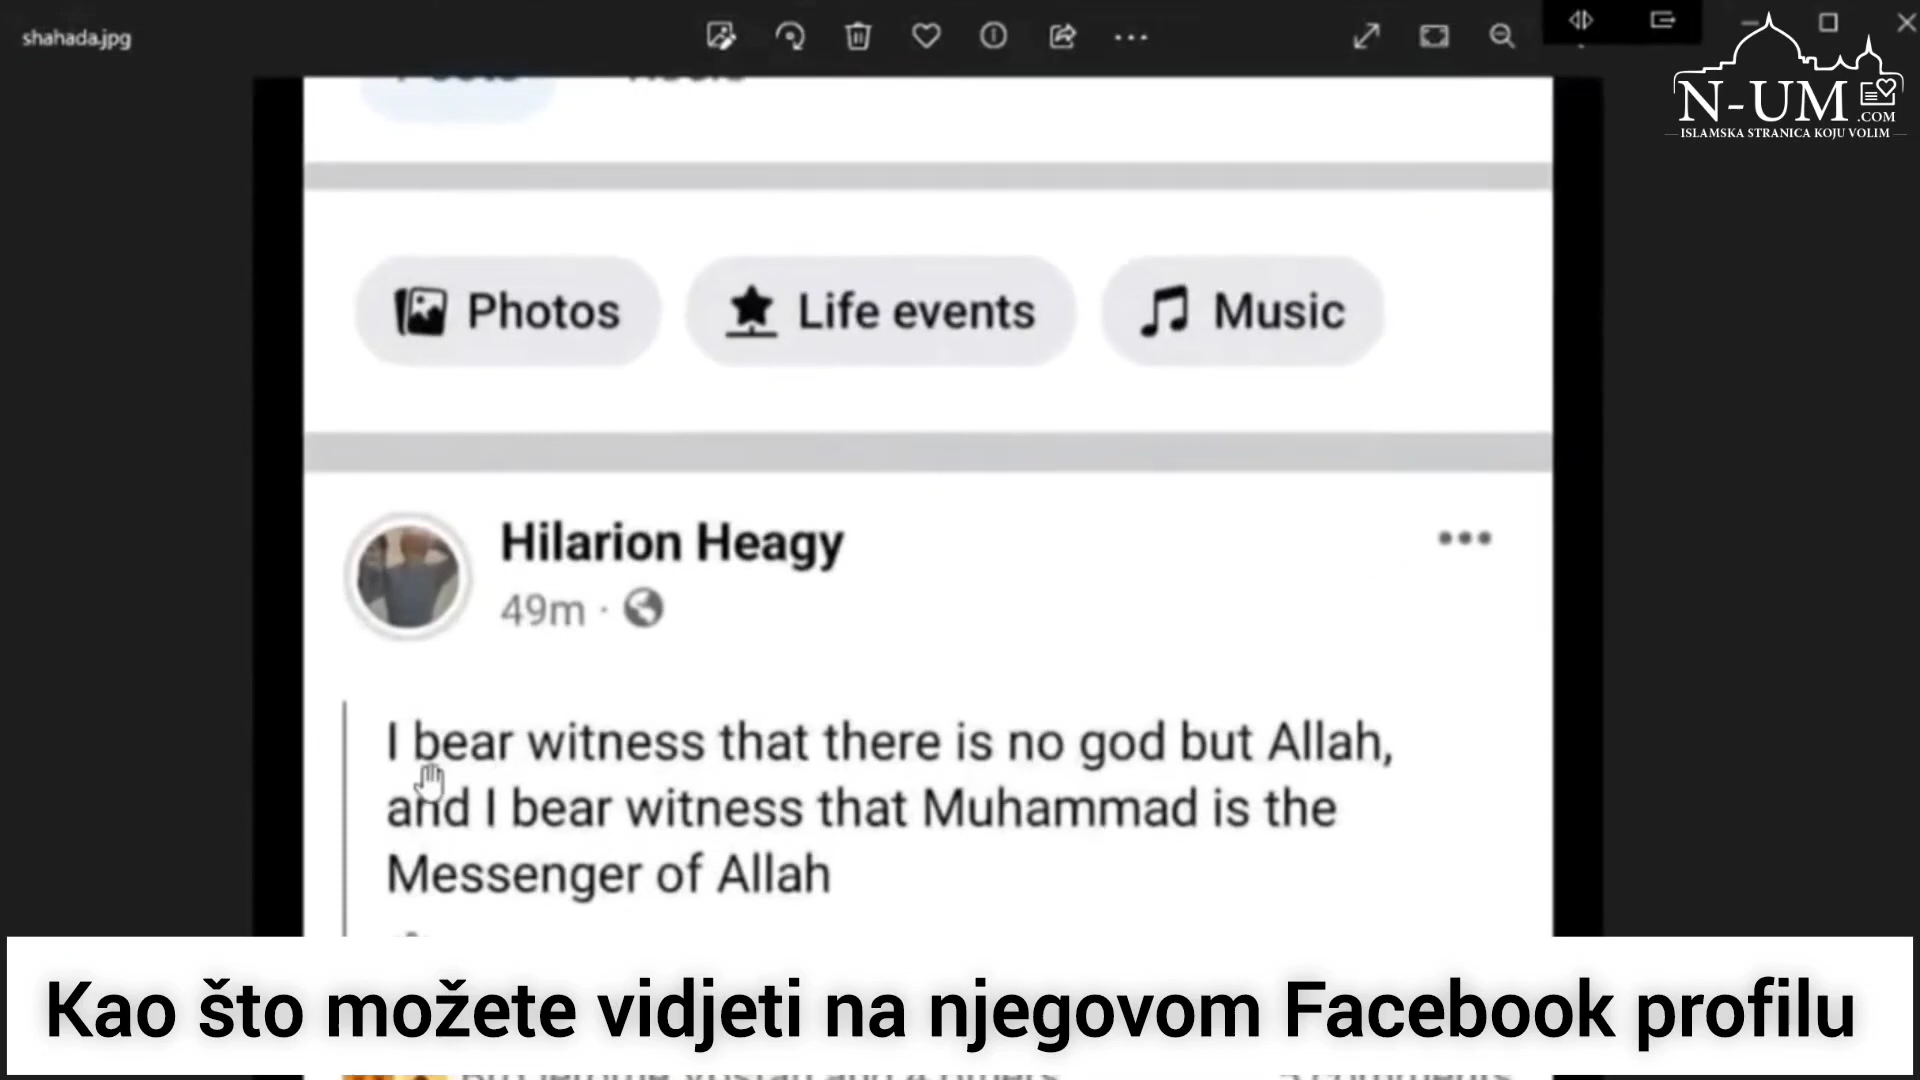 shahada.jpg
N-UM
.COM
ISLAMSKA STRANICA KOJU VOLIM
Photos
Life events
Music
Hilarion Heagy
49m ·
I bear witness that there is no god but Allah,
and I bear witness that Muhammad is the
Messenger of Allah
Kao što možete vidjeti na njegovom Facebook profilu